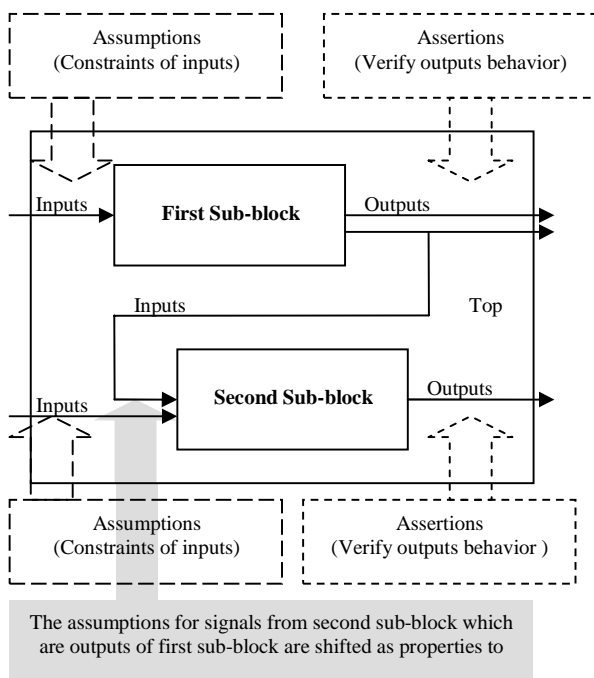 Assumptions
(Constraints of inputs)
Assertions
(Verify outputs behavior)
Inputs
First Sub-block
Outputs
Inputs
Top
Inputs
Second Sub-block
Outputs
Assumptions
(Constraints of inputs)
Assertions
(Verify outputs behavior )
The assumptions for signals from second sub-block which
are outputs of first sub-block are shifted as properties to